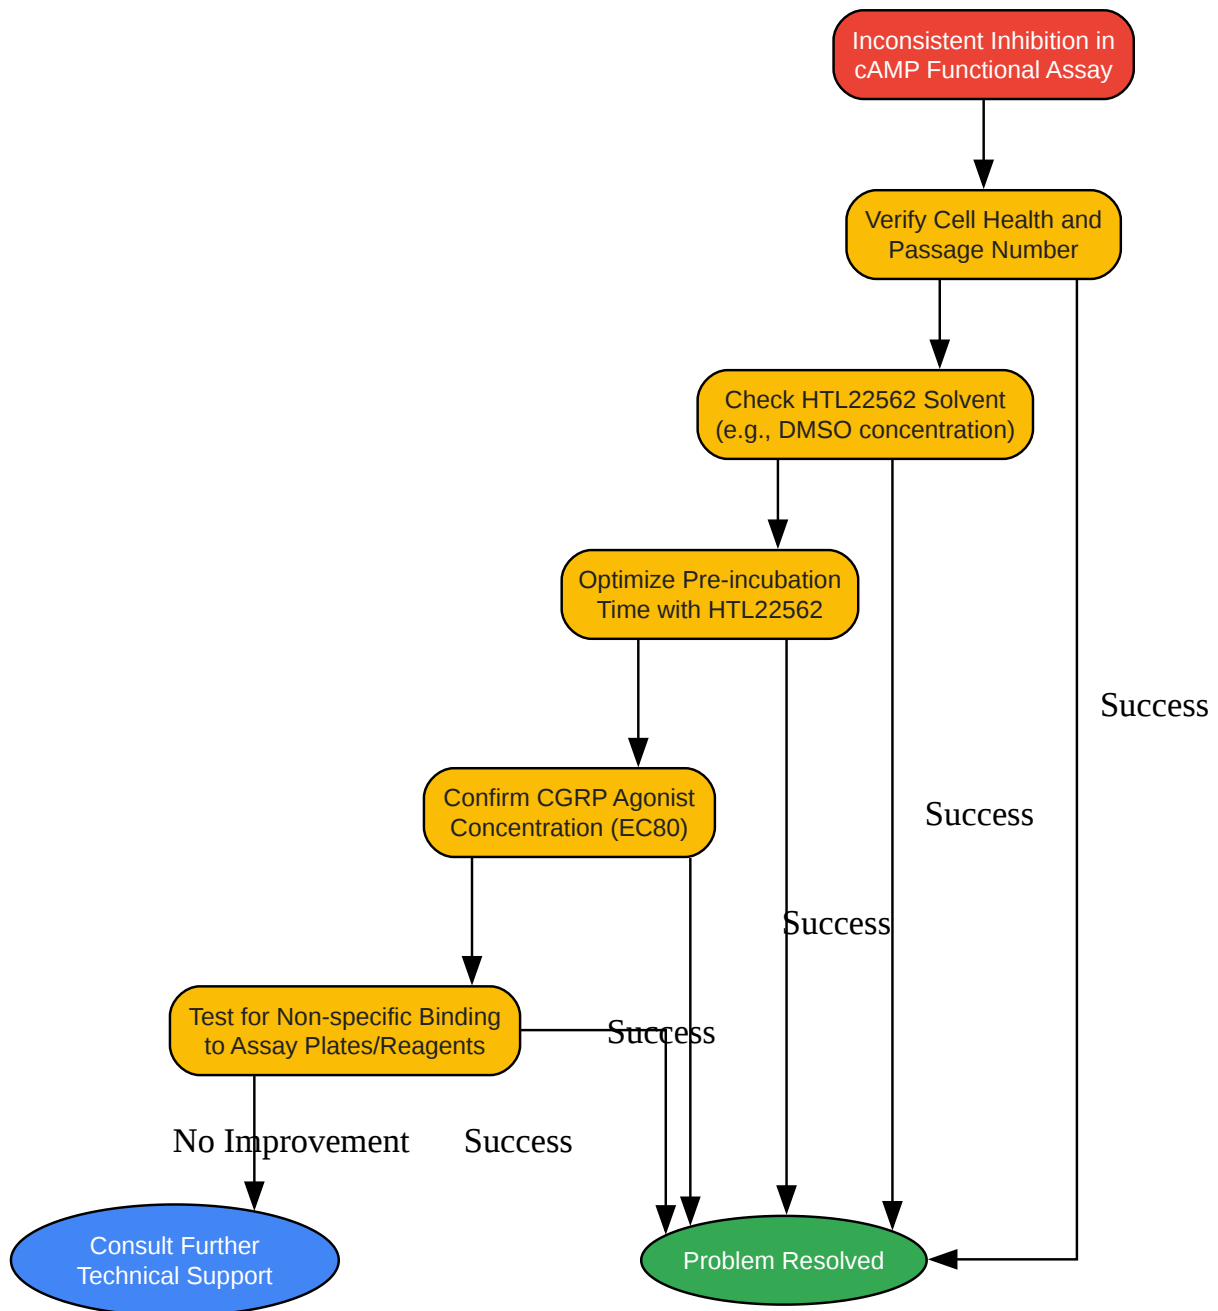 Inconsistent Inhibition in
cAMP Functional Assay
Verify Cell Health and
Passage Number
Check HTL22562 Solvent
(e.g., DMSO concentration)
Optimize Pre-incubation
Time with HTL22562
Success
Confirm CGRP Agonist
Concentration (EC80)
Success
Success
Test for Non-specific Binding
to Assay Plates/Reagents
Success
No Improvement
Success
Consult Further
Technical Support
Problem Resolved